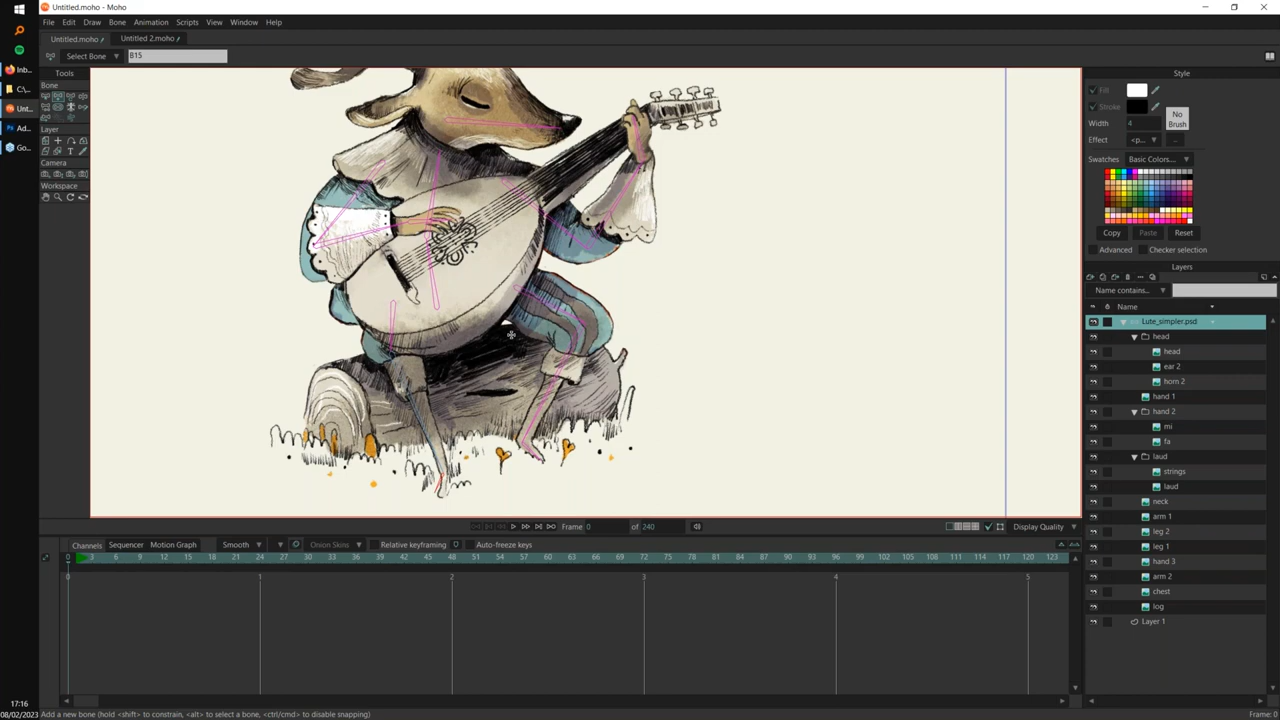 Untitled.moho - Moho
File Edit Draw Bone Animation Scripts View Window Help
Untitled.moho Untitled 2.moho
Select Bone B15
Tools
Bone
Layer
Camera
Workspace
Inb...
C:\...
Unt...
Ad...
Go...
Style
Fill
Stroke
Width 4
No Brush
Effect <p...
Swatches Basic Colors...
Copy Paste Reset
Advanced Checker selection
Layers
Name contains...
Name
Lute_simpler.psd
head
head
ear 2
horn 2
hand 1
hand 2
mi
fa
laud
strings
laud
neck
arm 1
leg 2
leg 1
hand 3
arm 2
chest
log
Layer 1
Frame 0 of 240 Display Quality
Channels Sequencer Motion Graph Smooth Onion Skins Relative keyframing Auto-freeze keys
0 3 6 9 12 15 18 21 24 27 30 33 36 39 42 45 48 51 54 57 60 63 66 69 72 75 78 81 84 87 90 93 96 99 102 105 108 111 114 117 120 123
0 1 2 3 4 5
17:16
08/02/2023
Add a new bone (hold <shift> to constrain, <alt> to select a bone, <ctrl/cmd> to disable snapping)
Frame: 0